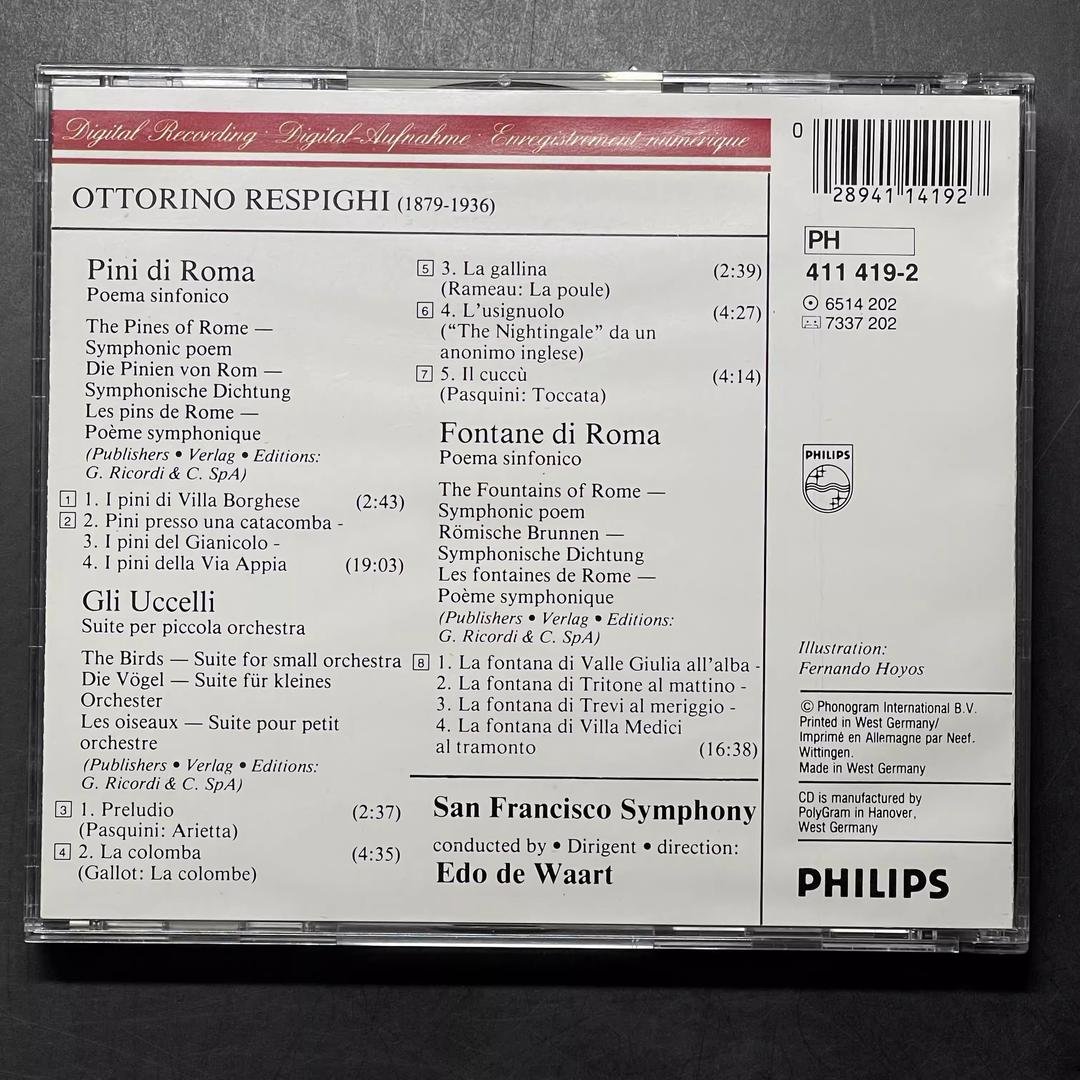 Digital Recording · Digital-Aufnahme · Enregistrement numérique
OTTORINO RESPIGHI (1879-1936)
Pini di Roma
Poema sinfonico
The Pines of Rome —
Symphonic poem
Die Pinien von Rom —
Symphonische Dichtung
Les pins de Rome —
Poème symphonique
(Publishers • Verlag • Editions:
G. Ricordi & C. SpA)
1 1. I pini di Villa Borghese (2:43)
2 2. Pini presso una catacomba -
3. I pini del Gianicolo -
4. I pini della Via Appia (19:03)
Gli Uccelli
Suite per piccola orchestra
The Birds — Suite for small orchestra
Die Vögel — Suite für kleines
Orchester
Les oiseaux — Suite pour petit
orchestre
(Publishers • Verlag • Editions:
G. Ricordi & C. SpA)
3 1. Preludio (2:37)
(Pasquini: Arietta)
4 2. La colomba (4:35)
(Gallot: La colombe)
5 3. La gallina (2:39)
(Rameau: La poule)
6 4. L'usignuolo (4:27)
(“The Nightingale” da un
anonimo inglese)
7 5. Il cuccù (4:14)
(Pasquini: Toccata)
Fontane di Roma
Poema sinfonico
The Fountains of Rome —
Symphonic poem
Römische Brunnen —
Symphonische Dichtung
Les fontaines de Rome —
Poème symphonique
(Publishers • Verlag • Editions:
G. Ricordi & C. SpA)
8 1. La fontana di Valle Giulia all'alba -
2. La fontana di Tritone al mattino -
3. La fontana di Trevi al meriggio -
4. La fontana di Villa Medici
al tramonto (16:38)
San Francisco Symphony
conducted by • Dirigent • direction:
Edo de Waart
0 28941 14192
PH
411 419-2
6514 202
7337 202
PHILIPS
Illustration:
Fernando Hoyos
© Phonogram International B.V.
Printed in West Germany/
Imprimé en Allemagne par Neef.
Wittingen.
Made in West Germany
CD is manufactured by
PolyGram in Hanover,
West Germany
PHILIPS